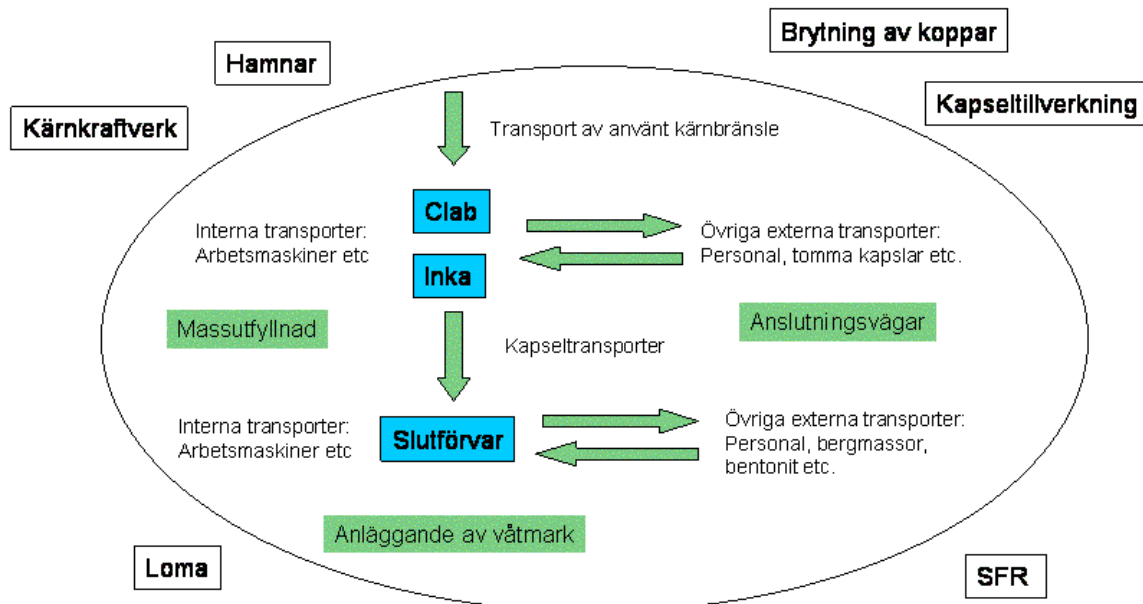 Brytning av koppar
Hamnar
Kapseltillverkning
Kärnkraftverk
Transport av använt kärnbränsle
Clab
Interna transporter:
Arbetsmaskiner etc
Övriga externa transporter:
Personal, tomma kapslar etc.
Inka
Massutfyllnad
Anslutningsvägar
Kapseltransporter
Interna transporter:
Arbetsmaskiner etc
Slutförvar
Övriga externa transporter:
Personal, bergmassor,
bentonit etc.
Anläggande av våtmark
Loma
SFR